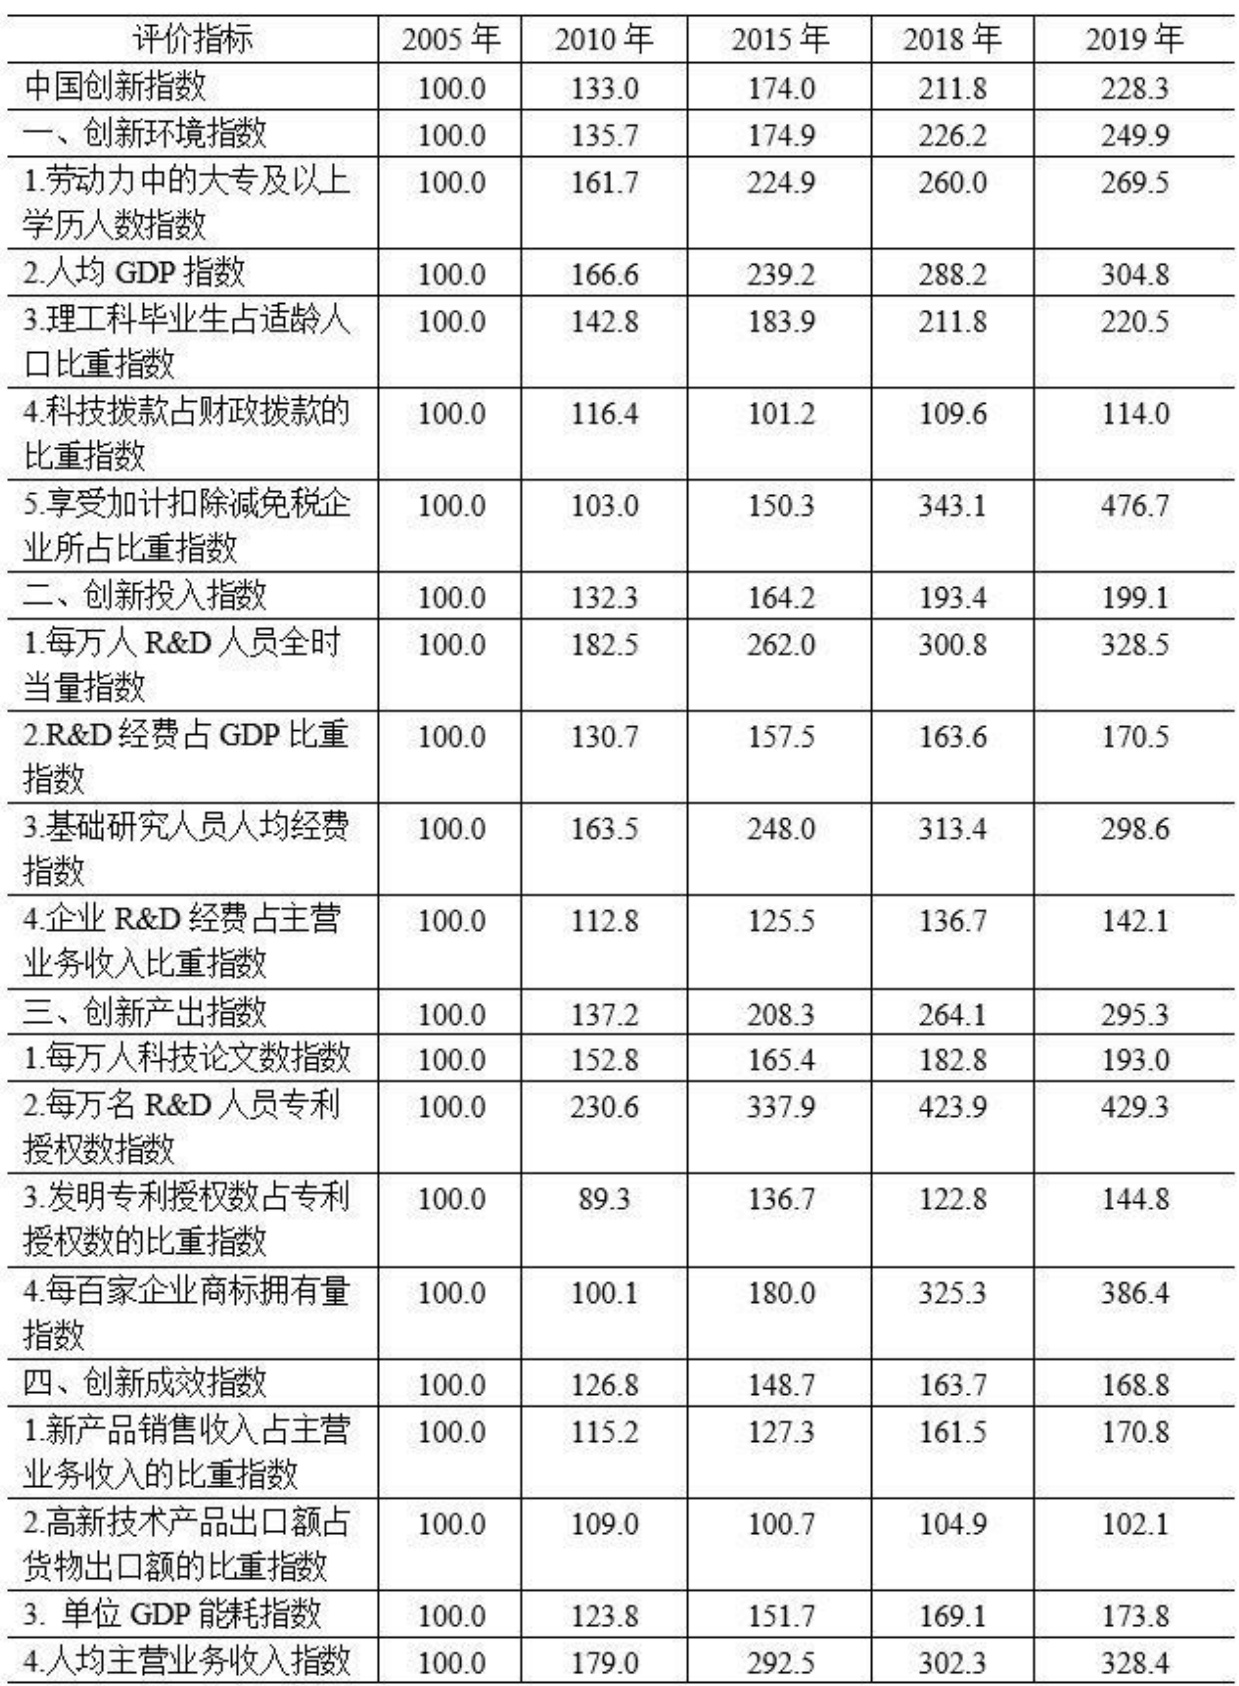 评价指标 2005年 2010年 2015年 2018年 2019年
中国创新指数 100.0 133.0 174.0 211.8 228.3
一、创新环境指数 100.0 135.7 174.9 226.2 249.9
1.劳动力中的大专及以上 100.0 161.7 224.9 260.0 269.5
学历人数指数
2.人均 GDP 指数 100.0 166.6 239.2 288.2 304.8
3.理工科毕业生占适龄人 100.0 142.8 183.9 211.8 220.5
口比重指数
4.科技拨款占财政拨款的 100.0 116.4 101.2 109.6 114.0
比重指数
5.享受加计扣除减免税企 100.0 103.0 150.3 343.1 476.7
业所占比重指数
二、创新投入指数 100.0 132.3 164.2 193.4 199.1
1.每万人 R&D 人员全时 100.0 182.5 262.0 300.8 328.5
当量指数
2.R&D 经费占 GDP 比重 100.0 130.7 157.5 163.6 170.5
指数
3.基础研究人员人均经费 100.0 163.5 248.0 313.4 298.6
指数
4.企业 R&D 经费占主营 100.0 112.8 125.5 136.7 142.1
业务收入比重指数
三、创新产出指数 100.0 137.2 208.3 264.1 295.3
1.每万人科技论文数指数 100.0 152.8 165.4 182.8 193.0
2.每万名 R&D 人员专利 100.0 230.6 337.9 423.9 429.3
授权数指数
3.发明专利授权数占专利 100.0 89.3 136.7 122.8 144.8
授权数的比重指数
4.每百家企业商标拥有量 100.0 100.1 180.0 325.3 386.4
指数
四、创新成效指数 100.0 126.8 148.7 163.7 168.8
1.新产品销售收入占主营 100.0 115.2 127.3 161.5 170.8
业务收入的比重指数
2.高新技术产品出口额占 100.0 109.0 100.7 104.9 102.1
货物出口额的比重指数
3. 单位 GDP 能耗指数 100.0 123.8 151.7 169.1 173.8
4.人均主营业务收入指数 100.0 179.0 292.5 302.3 328.4